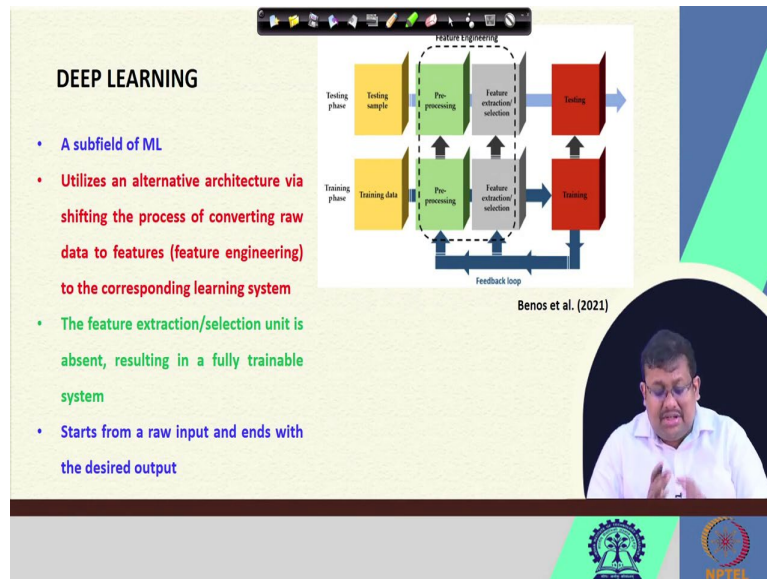 DEEP LEARNING
• A subfield of ML
• Utilizes an alternative architecture via
shifting the process of converting raw
data to features (feature engineering)
to the corresponding learning system
• The feature extraction/selection unit is
absent, resulting in a fully trainable
system
• Starts from a raw input and ends with
the desired output
Feature Engineering
Testing
phase
Testing
sample
Pre-
processing
Feature
extraction/
selection
Testing
Training
phase
Training data
Pre-
processing
Feature
extraction/
selection
Training
Feedback loop
Benos et al. (2021)
NPTEL